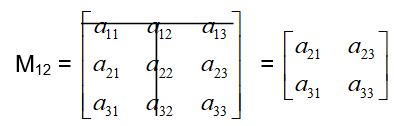 M₁₂ = [ a₁₁ a₁₂ a₁₃ ] = [ a₂₁ a₂₃ ]
a₂₁ a₂₂ a₂₃ a₃₁ a₃₃
a₃₁ a₃₂ a₃₃